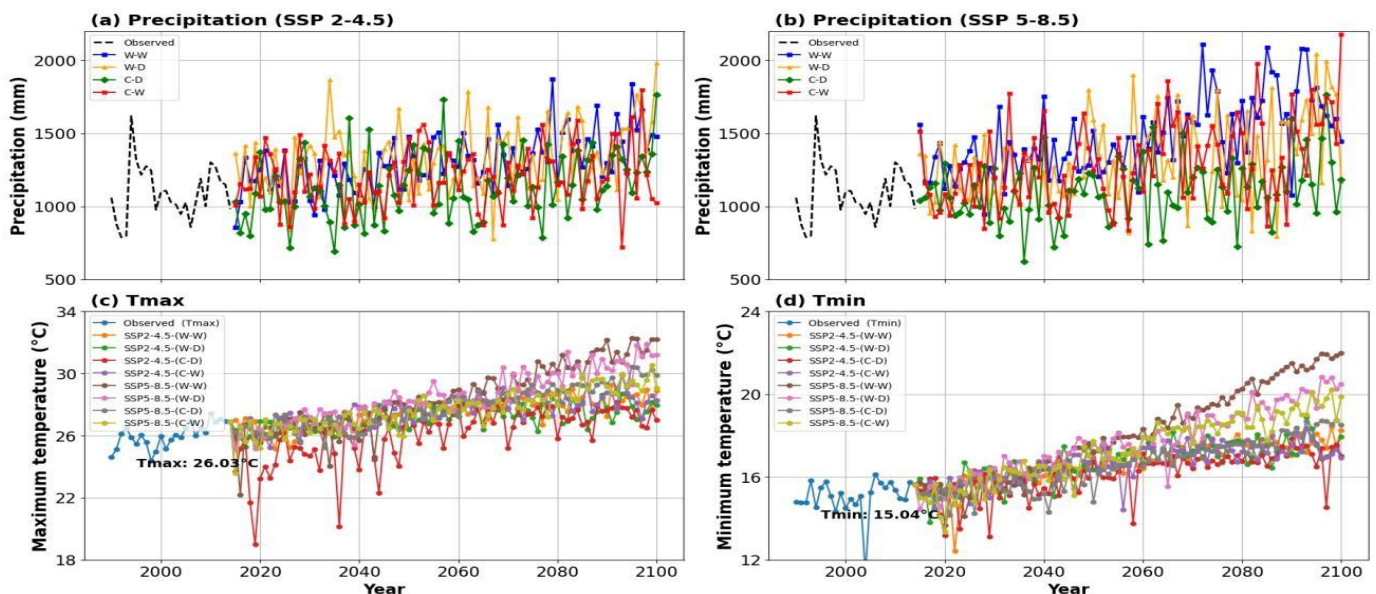 (a) Precipitation (SSP 2-4.5)
Precipitation (mm)
2000
1500
1000
500
Observed
W-W
W-D
C-D
C-W
(b) Precipitation (SSP 5-8.5)
Precipitation (mm)
2000
1500
1000
500
Observed
W-W
W-D
C-D
C-W
(c) Tmax
Maximum temperature (°C)
34
30
26
22
18
Observed (Tmax)
SSP2-4.5-(W-W)
SSP2-4.5-(W-D)
SSP2-4.5-(C-D)
SSP2-4.5-(C-W)
SSP5-8.5-(W-W)
SSP5-8.5-(W-D)
SSP5-8.5-(C-D)
SSP5-8.5-(C-W)
Tmax: 26.03°C
2000 2020 2040 2060 2080 2100
Year
(d) Tmin
Minimum temperature (°C)
24
20
16
12
Observed (Tmin)
SSP2-4.5-(W-W)
SSP2-4.5-(W-D)
SSP2-4.5-(C-D)
SSP2-4.5-(C-W)
SSP5-8.5-(W-W)
SSP5-8.5-(W-D)
SSP5-8.5-(C-D)
SSP5-8.5-(C-W)
Tmin: 15.04°C
2000 2020 2040 2060 2080 2100
Year